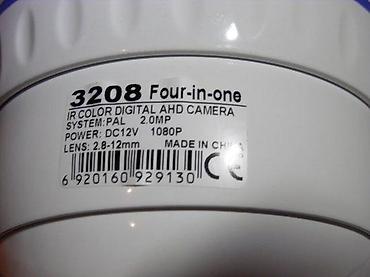 3208 Four-in-one
IR COLOR DIGITAL AHD CAMERA
SYSTEM:PAL 2.0MP
POWER: DC12V 1080P
LENS: 2.8-12mm MADE IN CHINA
6 920160 929130 CE